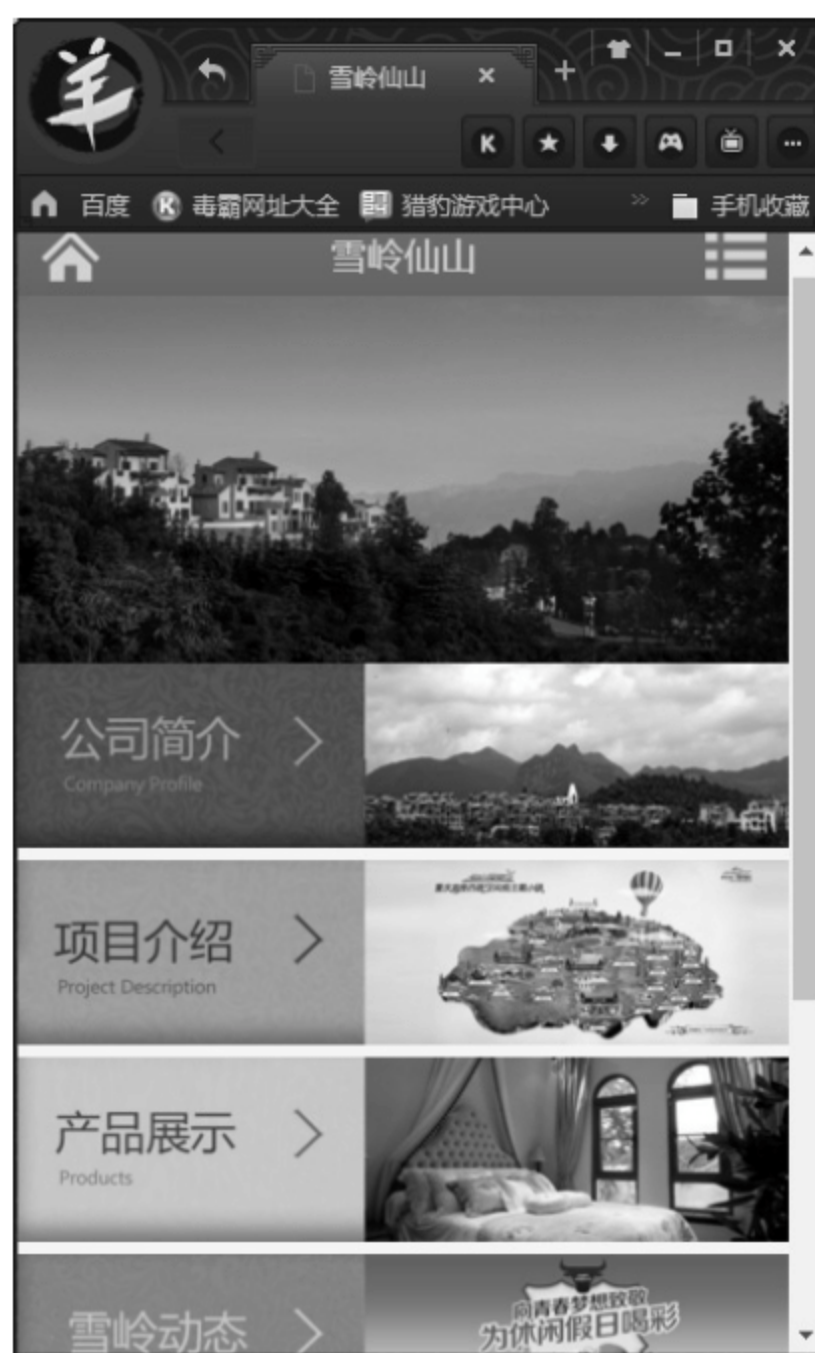 羊
雪岭仙山
百度 毒霸网址大全 猎豹游戏中心 » 手机收藏
雪岭仙山
公司简介
Company Profile
项目介绍
Project Description
产品展示
Products
雪岭动态
向青春梦想致敬
为休闲假日喝彩